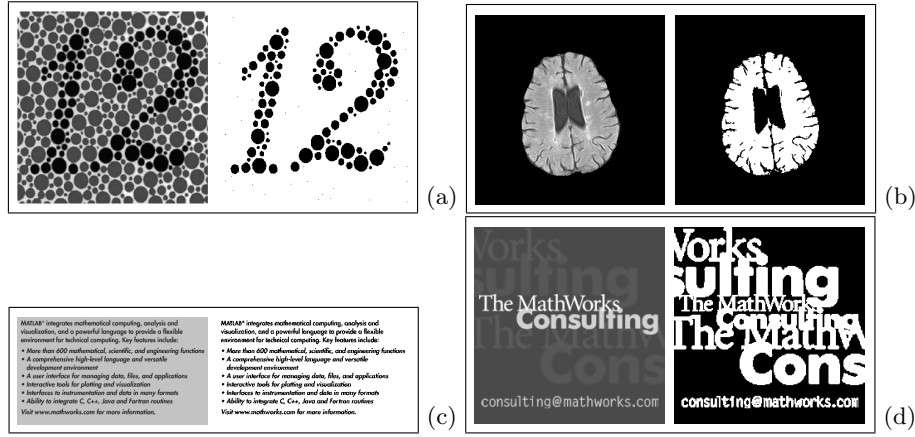 12
12
(a)
(b)
MATLAB® integrates mathematical computing, analysis and
visualization, and a powerful language to provide a flexible
environment for technical computing. Key features include:
• More than 600 mathematical, scientific, and engineering functions
• A comprehensive high-level language and versatile
development environment
• A user interface for managing data, files, and applications
• Interactive tools for plotting and visualization
• Interfaces to instrumentation and data in many formats
• Ability to integrate C, C++, Java and Fortran routines
Visit www.mathworks.com for more information.
MATLAB® integrates mathematical computing, analysis and
visualization, and a powerful language to provide a flexible
environment for technical computing. Key features include:
• More than 600 mathematical, scientific, and engineering functions
• A comprehensive high-level language and versatile
development environment
• A user interface for managing data, files, and applications
• Interactive tools for plotting and visualization
• Interfaces to instrumentation and data in many formats
• Ability to integrate C, C++, Java and Fortran routines
Visit www.mathworks.com for more information.
(c)
Works
sulting
The MathWorks
Consulting
The MathW
Cons
consulting@mathworks.com
Works
sulting
The MathWorks
Consulting
The MathW
Cons
consulting@mathworks.com
(d)